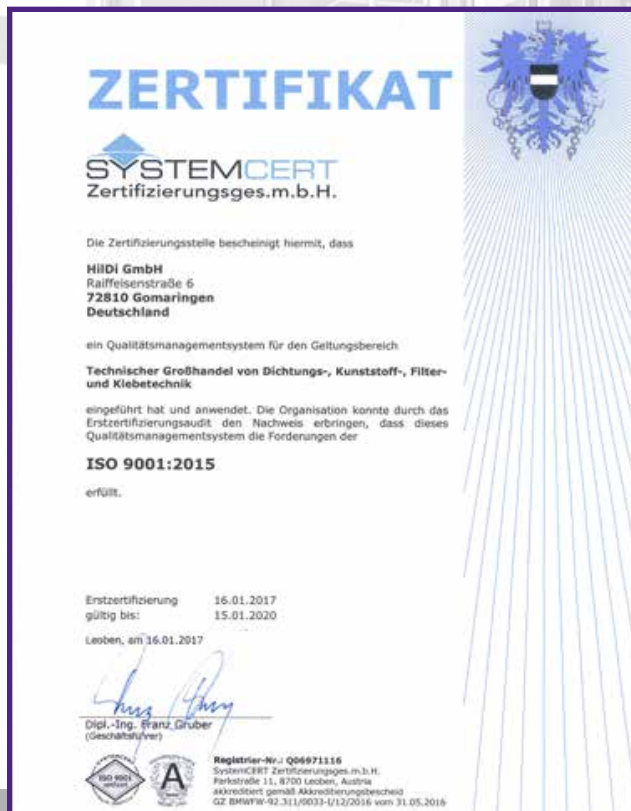 ZERTIFIKAT
SYSTEMCERT
Zertifizierungsges.m.b.H.
Die Zertifizierungsstelle bescheinigt hiermit, dass
HilDi GmbH
Raiffeisenstraße 6
72810 Gomaringen
Deutschland
ein Qualitätsmanagementsystem für den Geltungsbereich
Technischer Großhandel von Dichtungs-, Kunststoff-, Filter-
und Klebetechnik
eingeführt hat und anwendet. Die Organisation konnte durch das
Erstzertifizierungsaudit den Nachweis erbringen, dass dieses
Qualitätsmanagementsystem die Forderungen der
ISO 9001:2015
erfüllt.
Erstzertifizierung 16.01.2017
gültig bis: 15.01.2020
Leoben, am 16.01.2017
Dipl.-Ing. Franz Gruber
(Geschäftsführer)
ISO 9001
A
Registrier-Nr.: Q06971116
SystemCERT Zertifizierungsges.m.b.H.
Parkstraße 11, 8700 Leoben, Austria
akkreditiert gemäß Akkreditierungsbescheid
GZ BMWFW-92.311/0033-I/12/2016 vom 31.05.2016